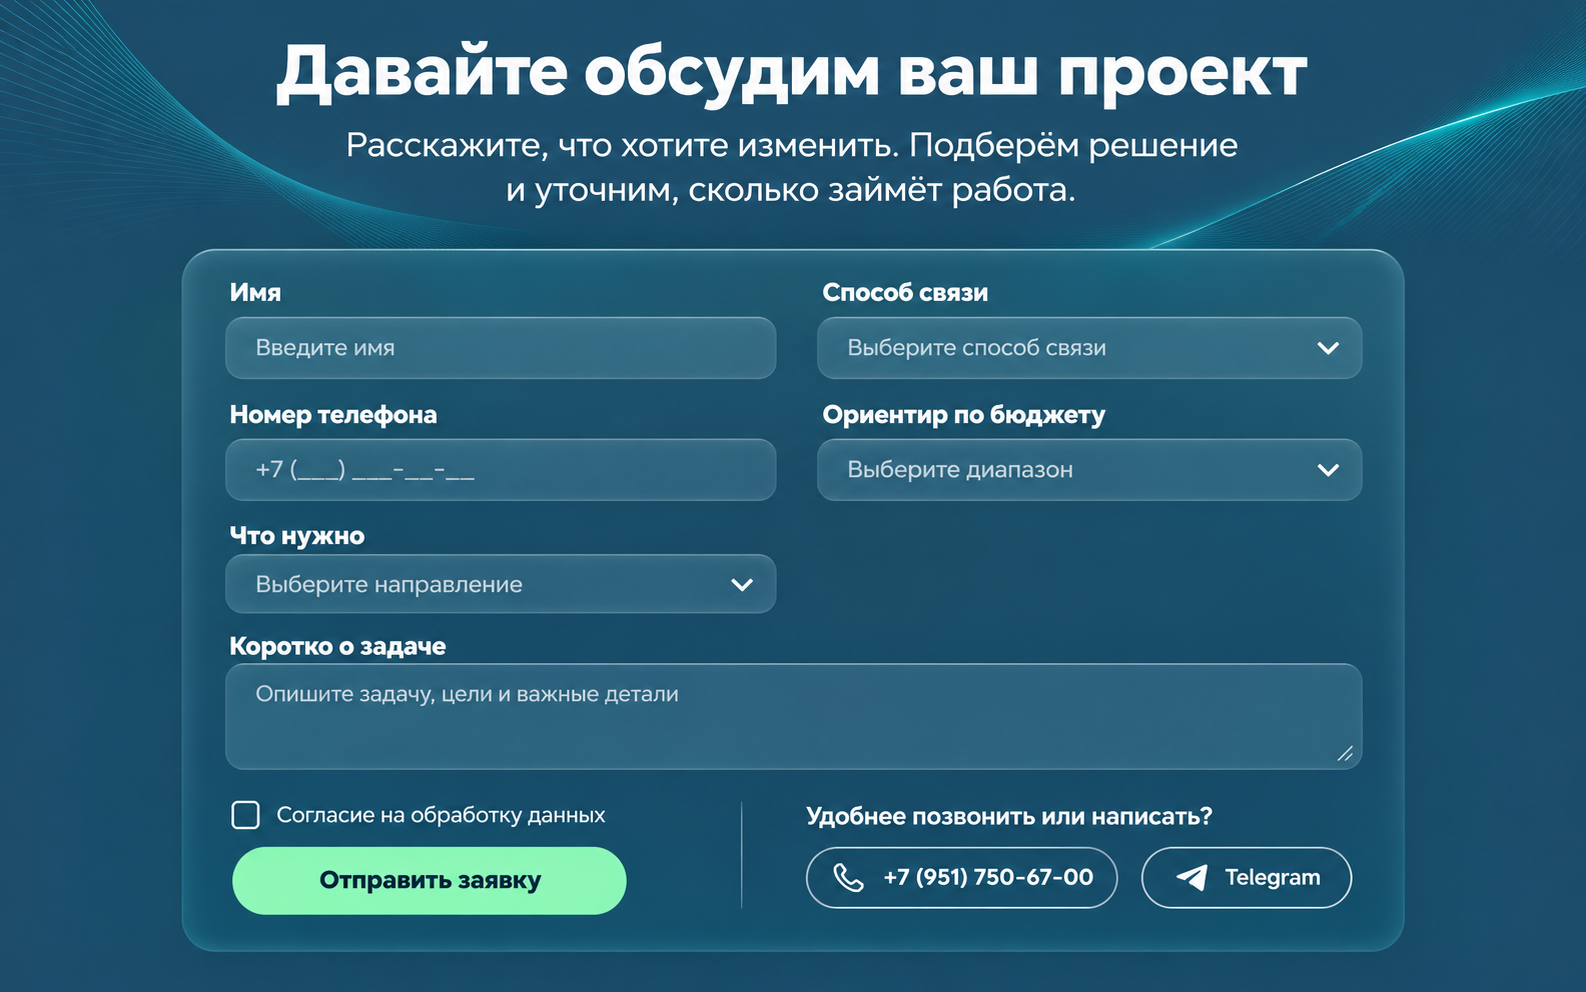 Давайте обсудим ваш проект
Расскажите, что хотите изменить. Подберём решение
и уточним, сколько займёт работа.
Имя
Введите имя
Способ связи
Выберите способ связи
Номер телефона
+7 (___) ___-__-__
Ориентир по бюджету
Выберите диапазон
Что нужно
Выберите направление
Коротко о задаче
Опишите задачу, цели и важные детали
Согласие на обработку данных
Отправить заявку
Удобнее позвонить или написать?
+7 (951) 750-67-00
Telegram